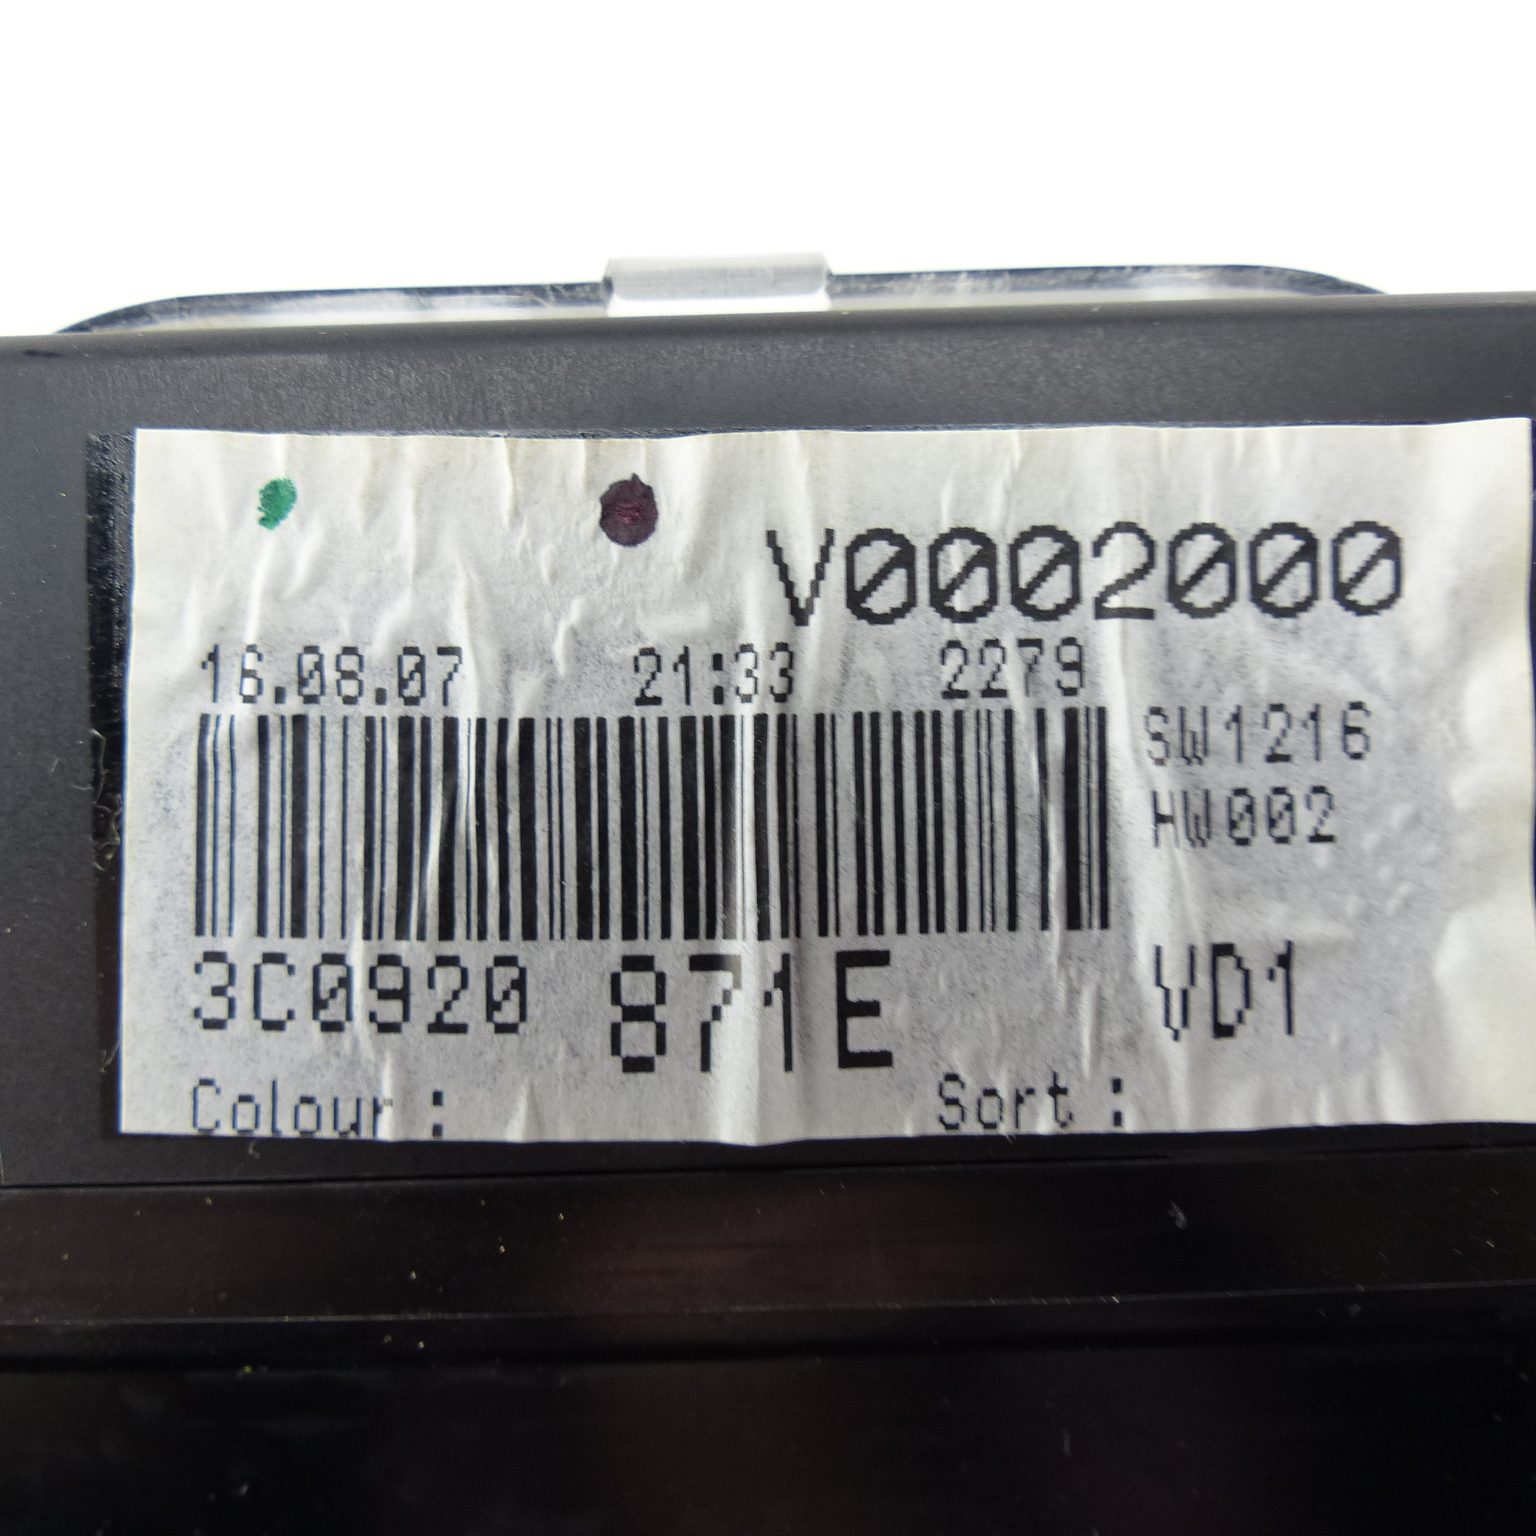 V0002000
16.08.07 21:33 2279
SW1216
HW002
3C0920 871E VD1
Colour : Sort :